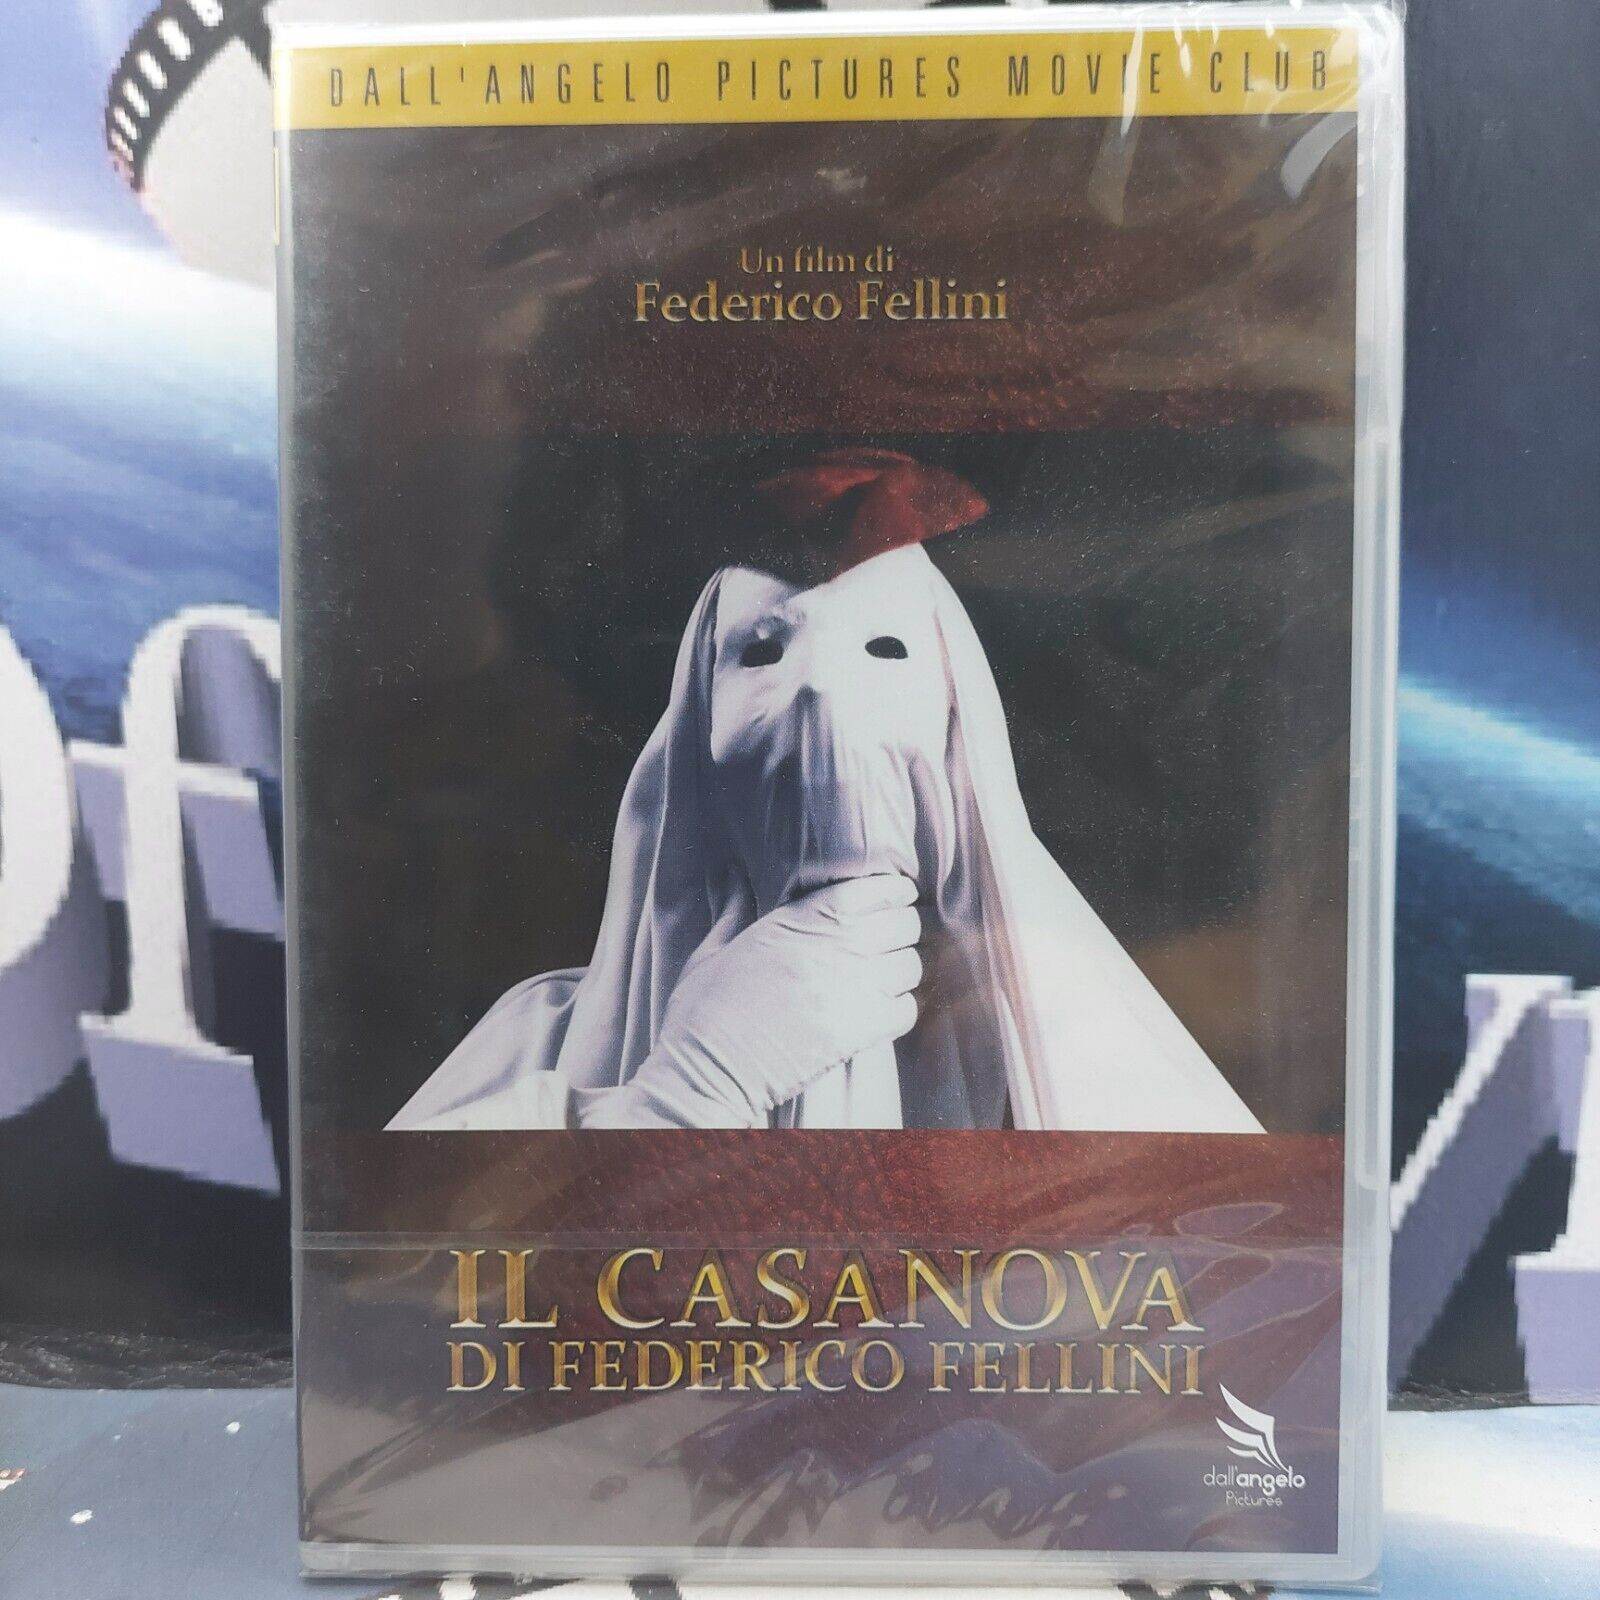 DALL'ANGELO PICTURES MOVIE CLUB
Un film di
Federico Fellini
IL CASANOVA
DI FEDERICO FELLINI
dall'angelo
Pictures